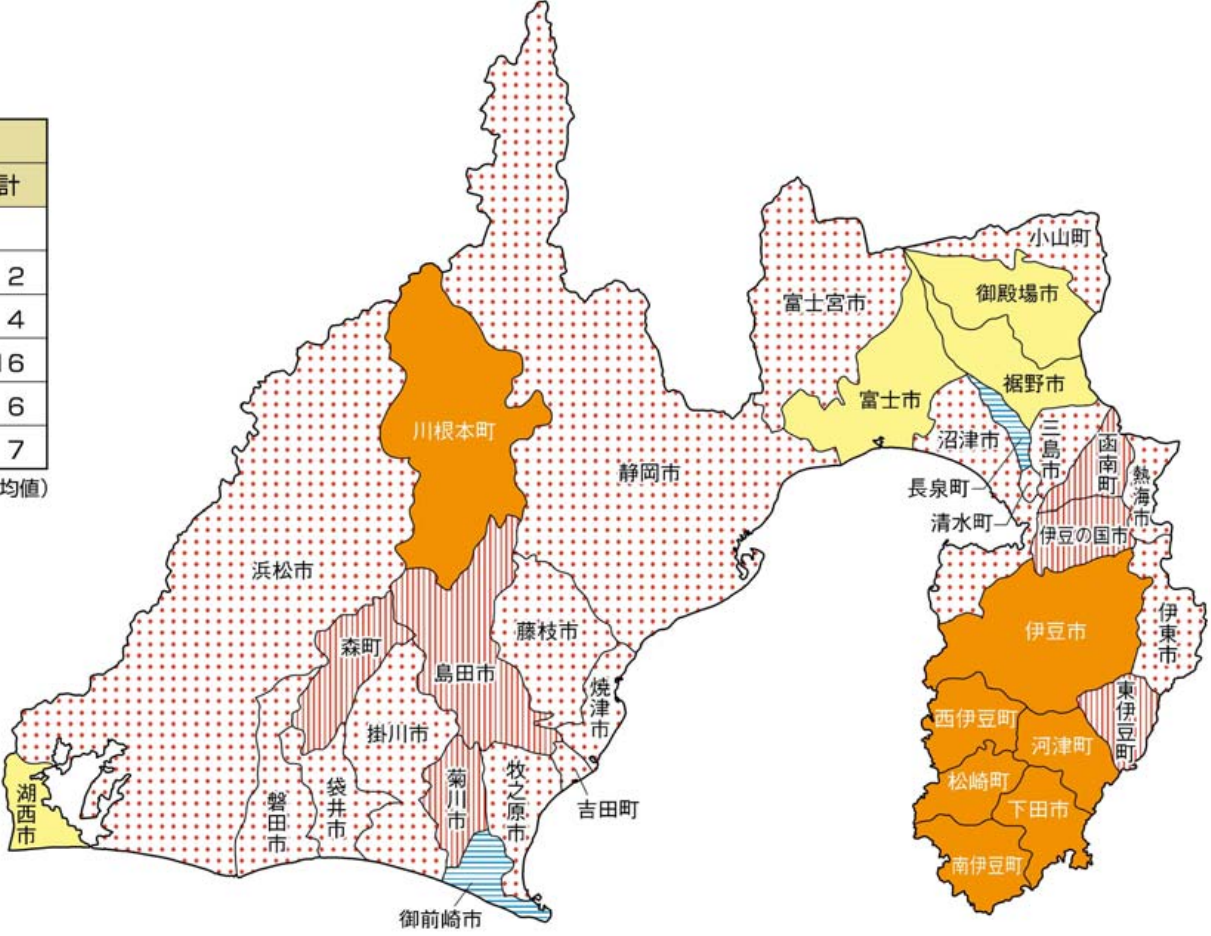 計
2
4
16
6
7
均値)
小山町
御殿場市
富士宮市
裾野市
富士市
沼津市
三島市
函南町
熱海市
長泉町
清水町
伊豆の国市
川根本町
静岡市
浜松市
藤枝市
森町
島田市
焼津市
掛川市
菊川市
牧之原市
吉田町
湖西市
磐田市
袋井市
御前崎市
伊豆市
伊東市
東伊豆町
西伊豆町
河津町
松崎町
下田市
南伊豆町